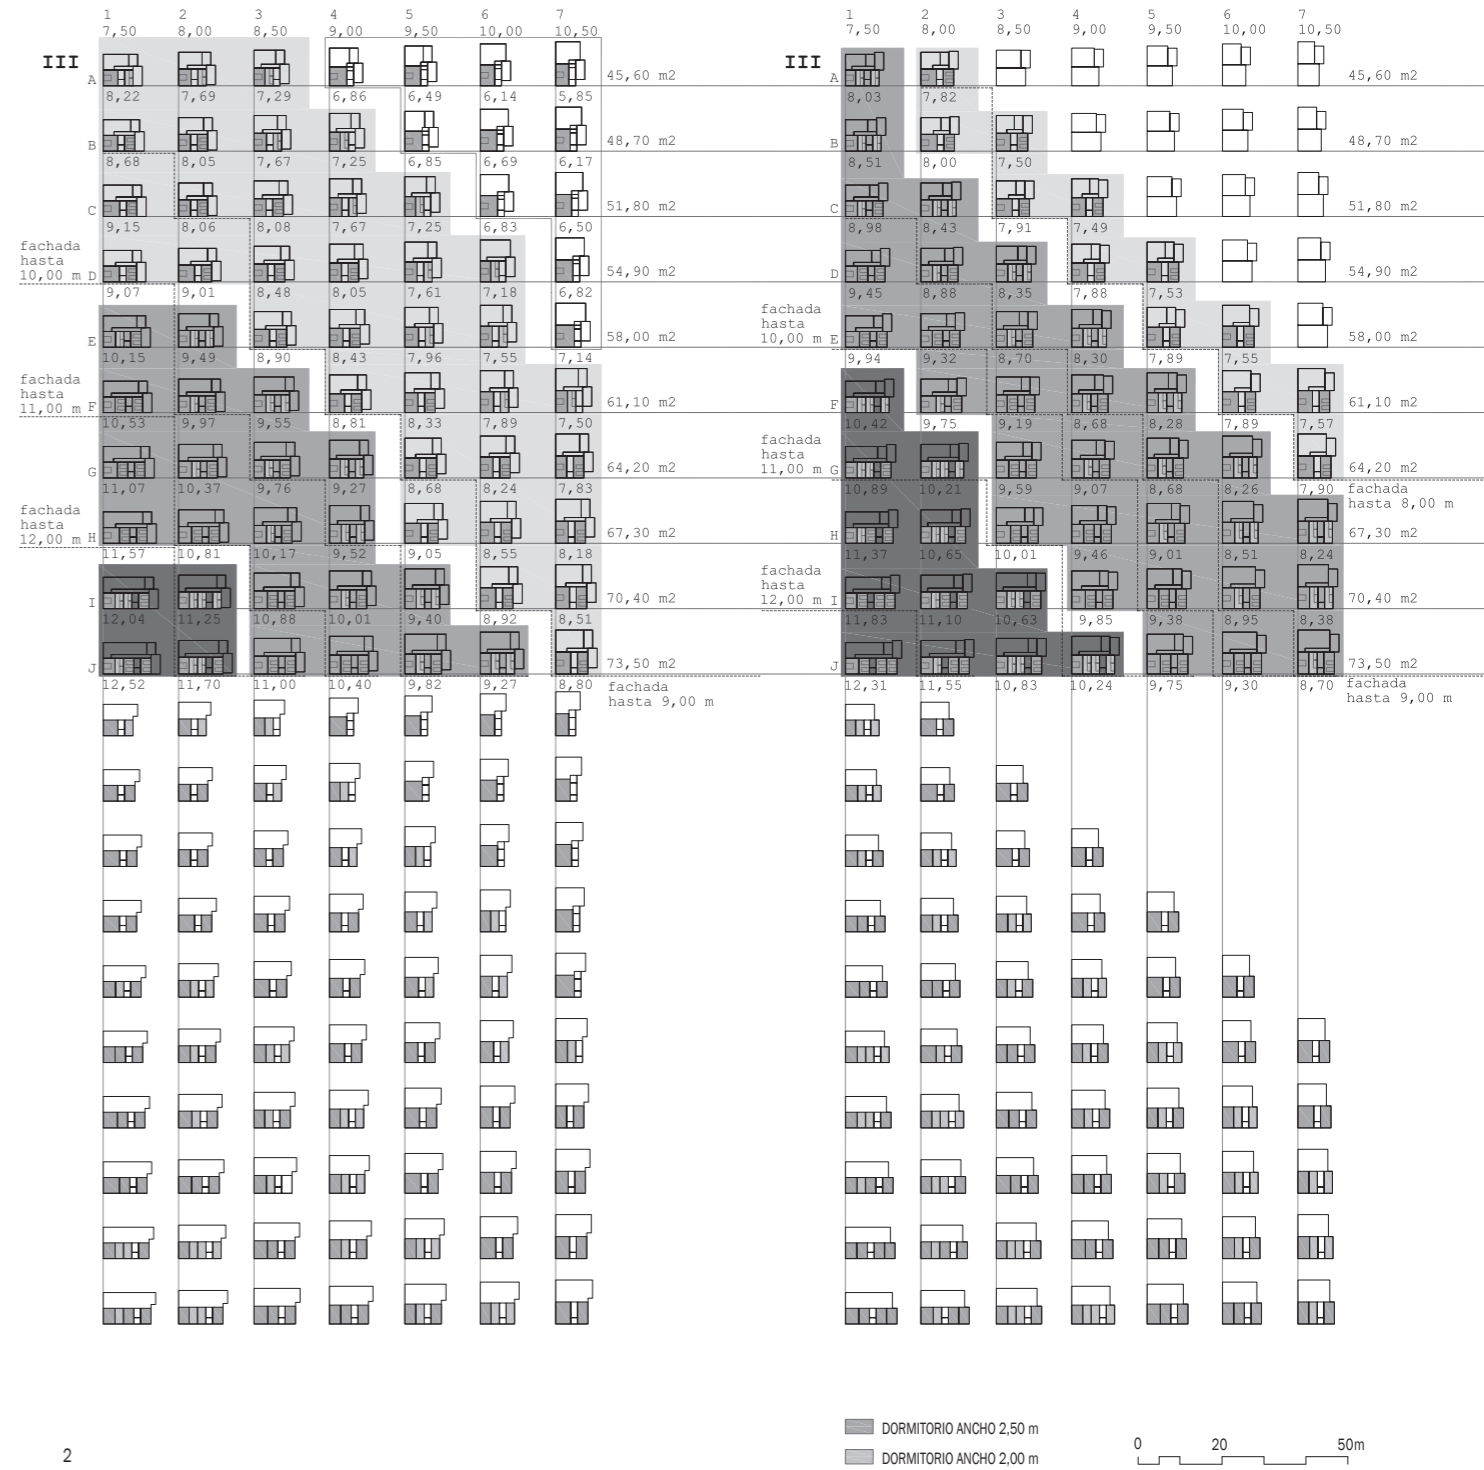 1 2 3 4 5 6 7
7,50 8,00 8,50 9,00 9,50 10,00 10,50
III
A 45,60 m2
8,22 7,69 7,29 6,86 6,49 6,14 5,85
B 48,70 m2
8,68 8,05 7,67 7,25 6,85 6,69 6,17
C 51,80 m2
9,15 8,06 8,08 7,67 7,25 6,83 6,50
fachada
hasta
10,00 m D 54,90 m2
9,07 9,01 8,48 8,05 7,61 7,18 6,82
E 58,00 m2
10,15 9,49 8,90 8,43 7,96 7,55 7,14
fachada
hasta
11,00 m F 61,10 m2
10,53 9,97 9,55 8,81 8,33 7,89 7,50
G 64,20 m2
11,07 10,37 9,76 9,27 8,68 8,24 7,83
fachada
hasta
12,00 m H 67,30 m2
11,57 10,81 10,17 9,52 9,05 8,55 8,18
I 70,40 m2
12,04 11,25 10,88 10,01 9,40 8,92 8,51
J 73,50 m2
12,52 11,70 11,00 10,40 9,82 9,27 8,80
fachada
hasta 9,00 m
1 2 3 4 5 6 7
7,50 8,00 8,50 9,00 9,50 10,00 10,50
III
A 45,60 m2
8,03 7,82
B 48,70 m2
8,51 8,00 7,50
C 51,80 m2
8,98 8,43 7,91 7,49
D 54,90 m2
9,45 8,88 8,35 7,88 7,53
fachada
hasta
10,00 m E 58,00 m2
9,94 9,32 8,70 8,30 7,89 7,55
F 61,10 m2
10,42 9,75 9,19 8,68 8,28 7,89 7,57
fachada
hasta
11,00 m G 64,20 m2
10,89 10,21 9,59 9,07 8,68 8,26 7,90
fachada
hasta 8,00 m
H 67,30 m2
11,37 10,65 10,01 9,46 9,01 8,51 8,24
fachada
hasta
12,00 m I 70,40 m2
11,83 11,10 10,63 9,85 9,38 8,95 8,38
J 73,50 m2
12,31 11,55 10,83 10,24 9,75 9,30 8,70
fachada
hasta 9,00 m
DORMITORIO ANCHO 2,50 m
DORMITORIO ANCHO 2,00 m
0 20 50m
2